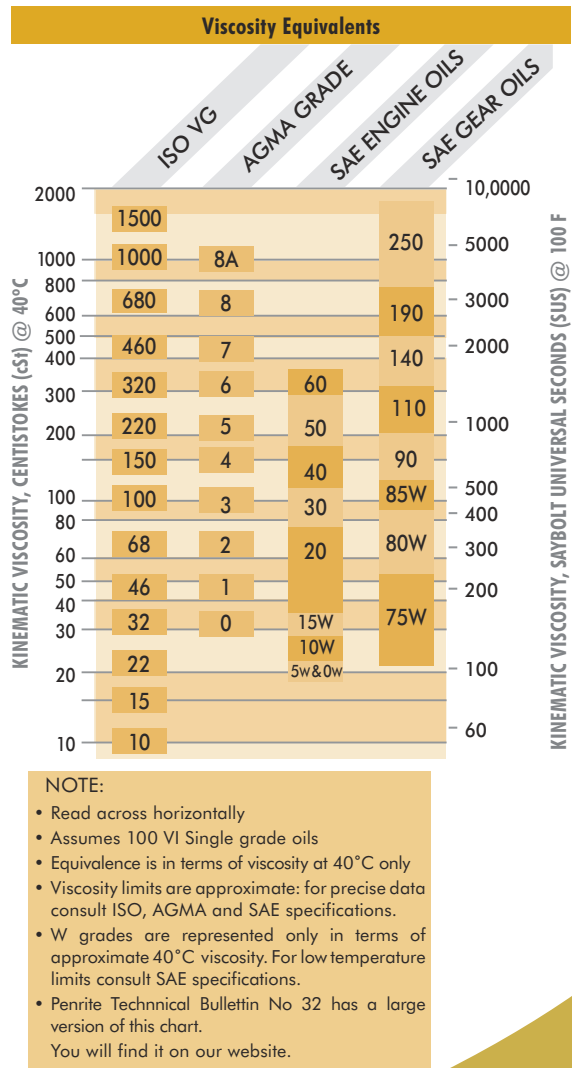 Viscosity Equivalents
ISO VG
AGMA GRADE
SAE ENGINE OILS
SAE GEAR OILS
KINEMATIC VISCOSITY, CENTISTOKES (cSt) @ 40°C
2000
1000
800
600
500
400
300
200
100
80
60
50
40
30
20
10
1500
1000
680
460
320
220
150
100
68
46
32
22
15
10
8A
8
7
6
5
4
3
2
1
0
60
50
40
30
20
15W
10W
5W&0W
250
190
140
110
90
85W
80W
75W
10,0000
5000
3000
2000
1000
500
400
300
200
100
60
KINEMATIC VISCOSITY, SAYBOLT UNIVERSAL SECONDS (SUS) @ 100 F
NOTE:
• Read across horizontally
• Assumes 100 VI Single grade oils
• Equivalence is in terms of viscosity at 40˚C only
• Viscosity limits are approximate: for precise data
consult ISO, AGMA and SAE specifications.
• W grades are represented only in terms of
approximate 40˚C viscosity. For low temperature
limits consult SAE specifications.
• Penrite Technnical Bullettin No 32 has a large
version of this chart.
You will find it on our website.